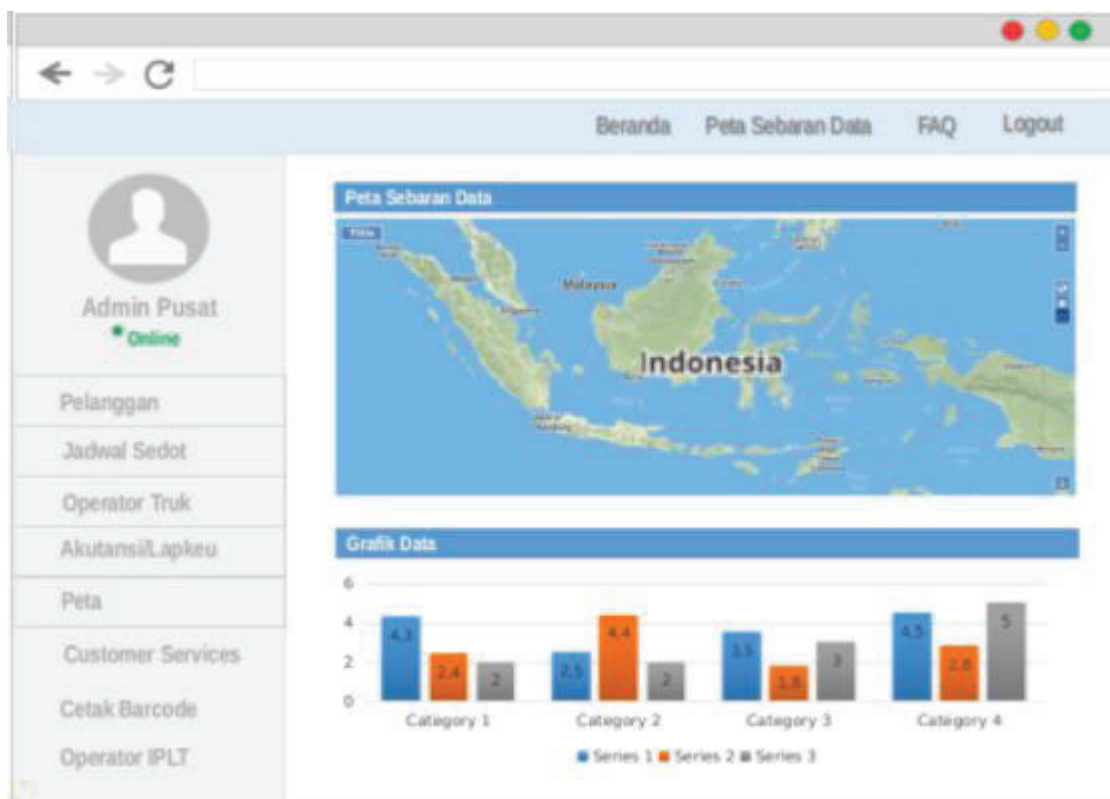 Beranda Peta Sebaran Data FAQ Logout
Admin Pusat
Online
Pelanggan
Jadwal Sedot
Operator Truk
Akutansi/Lapkeu
Peta
Customer Services
Cetak Barcode
Operator IPLT
Peta Sebaran Data
Title
Malaysia
Indonesia
Grafik Data
6
4
2
0
4.3 2.4 2
2.5 4.4 2
3.5 1.8 3
4.5 2.8 5
Category 1 Category 2 Category 3 Category 4
Series 1 Series 2 Series 3